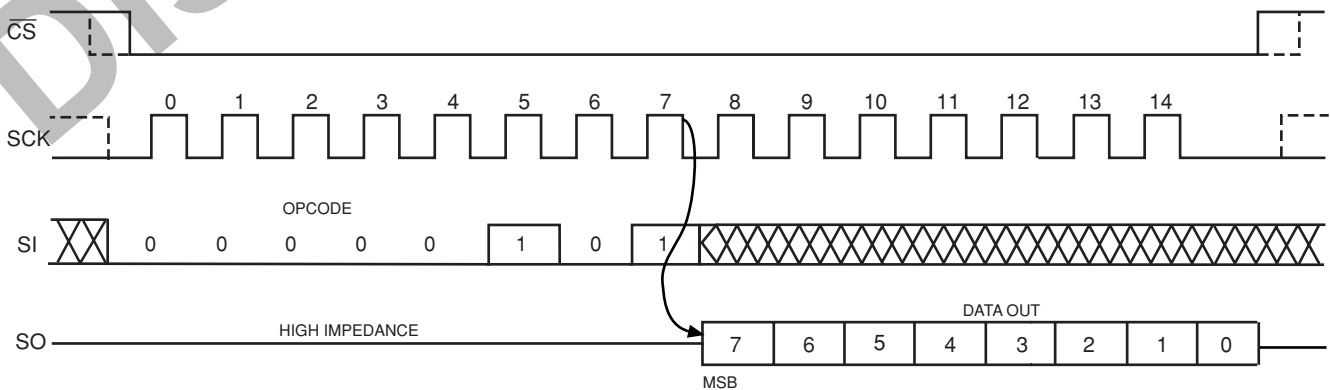 CS
0 1 2 3 4 5 6 7 8 9 10 11 12 13 14
SCK
OPCODE
SI 0 0 0 0 0 1 0 1
DATA OUT
HIGH IMPEDANCE
SO 7 6 5 4 3 2 1 0
MSB